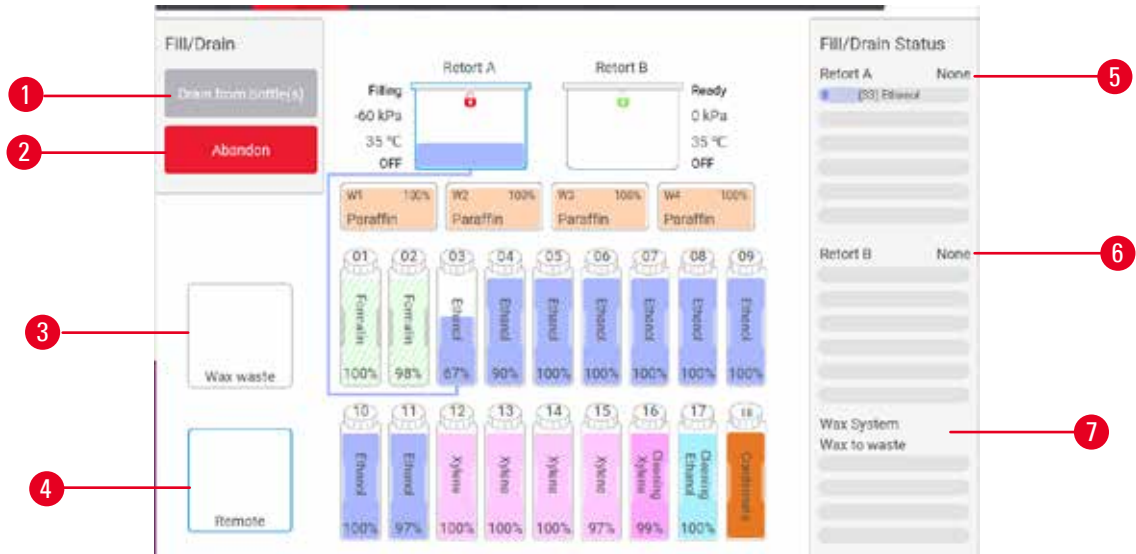 Fill/Drain
Drain from bottle(s)
Abandon
Wax waste
Remote
1
2
3
4
Retort A
Filling
-60 kPa
35 °C
OFF
Retort B
Ready
0 kPa
35 °C
OFF
W1 100% W2 100% W3 100% W4 100%
Paraffin Paraffin Paraffin Paraffin
01 02 03 04 05 06 07 08 09
Formalin Formalin Ethanol Ethanol Ethanol Ethanol Ethanol Ethanol Ethanol
100% 98% 67% 90% 100% 100% 100% 100% 100%
10 11 12 13 14 15 16 17 18
Ethanol Ethanol Xylene Xylene Xylene Xylene Cleaning Xylene Cleaning Ethanol Condensate
100% 97% 100% 100% 100% 97% 99% 100%
Fill/Drain Status
Retort A None
(S3) Ethanol
Retort B None
Wax System
Wax to waste
5
6
7